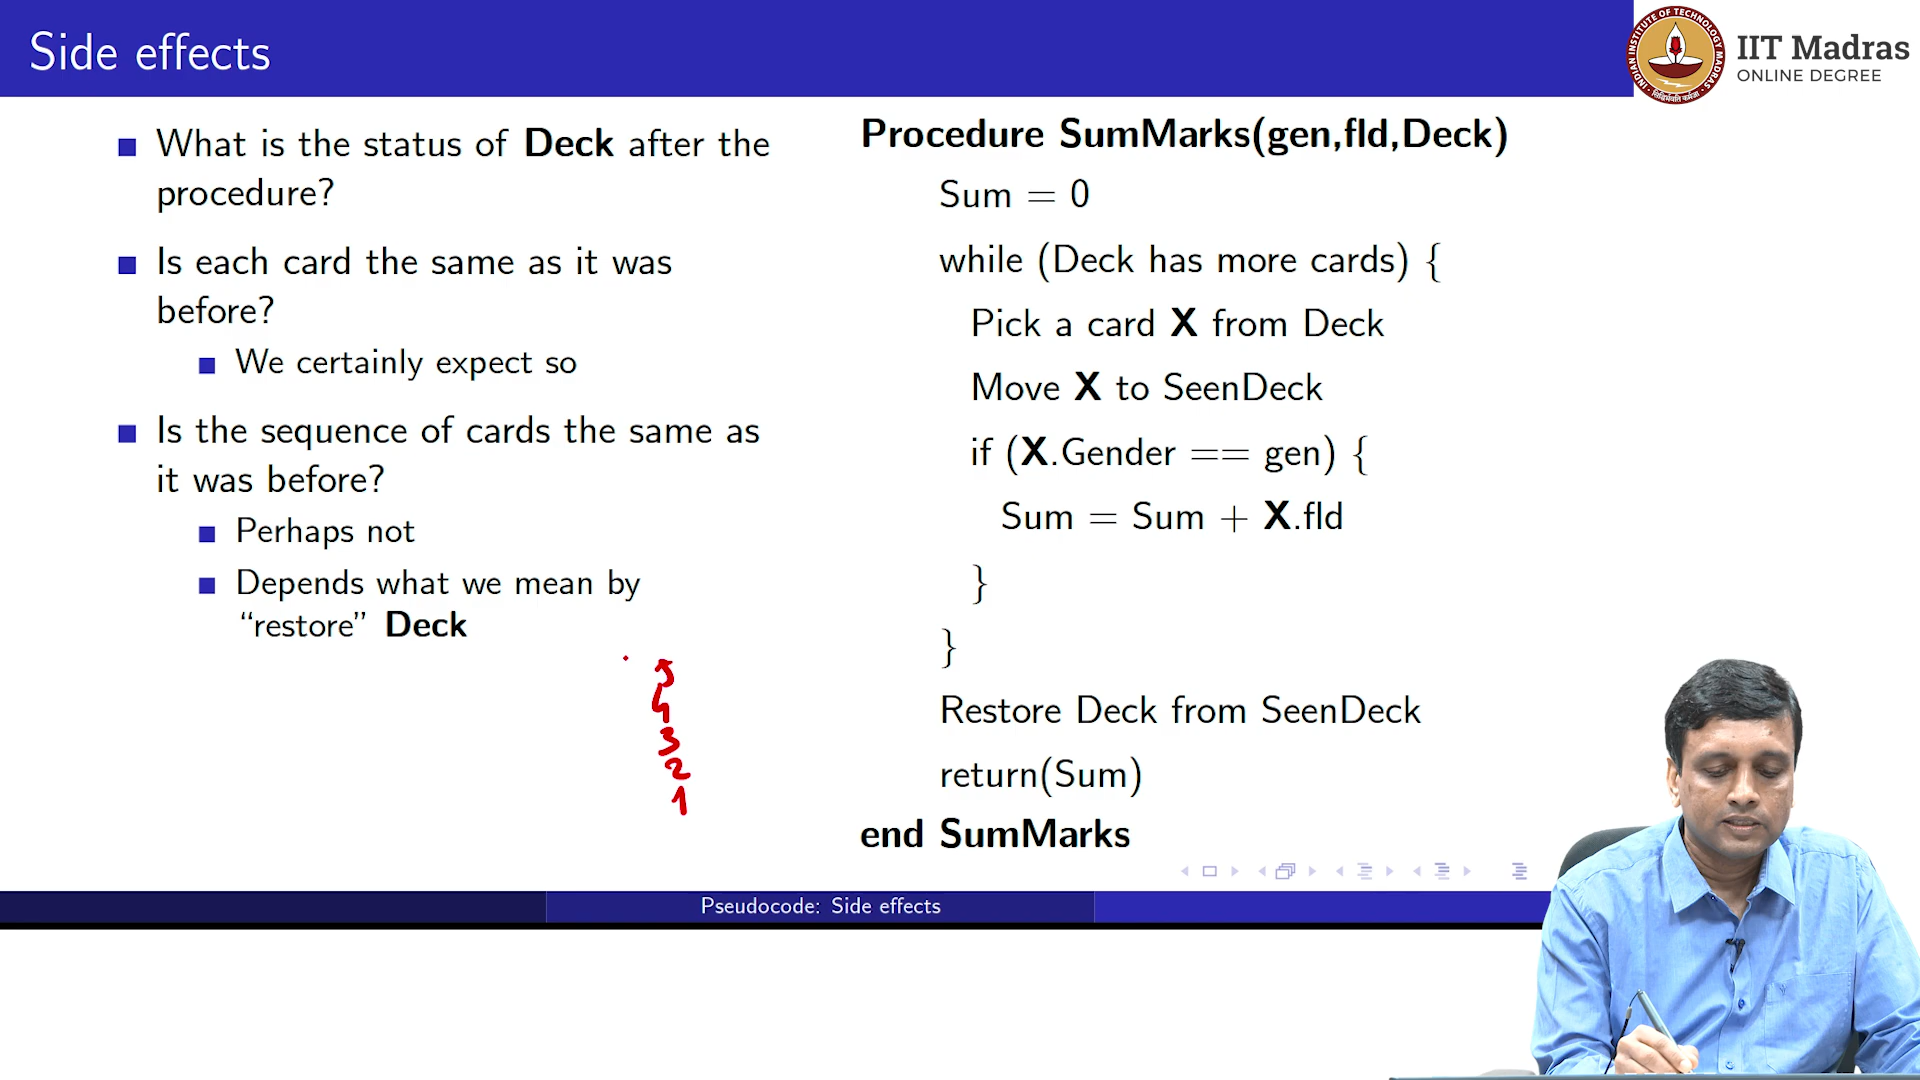 Side effects
IIT Madras
ONLINE DEGREE
What is the status of Deck after the
procedure?
Is each card the same as it was
before?
We certainly expect so
Is the sequence of cards the same as
it was before?
Perhaps not
Depends what we mean by
“restore” Deck
5
4
3
2
1
Procedure SumMarks(gen,fld,Deck)
Sum = 0
while (Deck has more cards) {
Pick a card X from Deck
Move X to SeenDeck
if (X.Gender == gen) {
Sum = Sum + X.fld
}
}
Restore Deck from SeenDeck
return(Sum)
end SumMarks
Pseudocode: Side effects